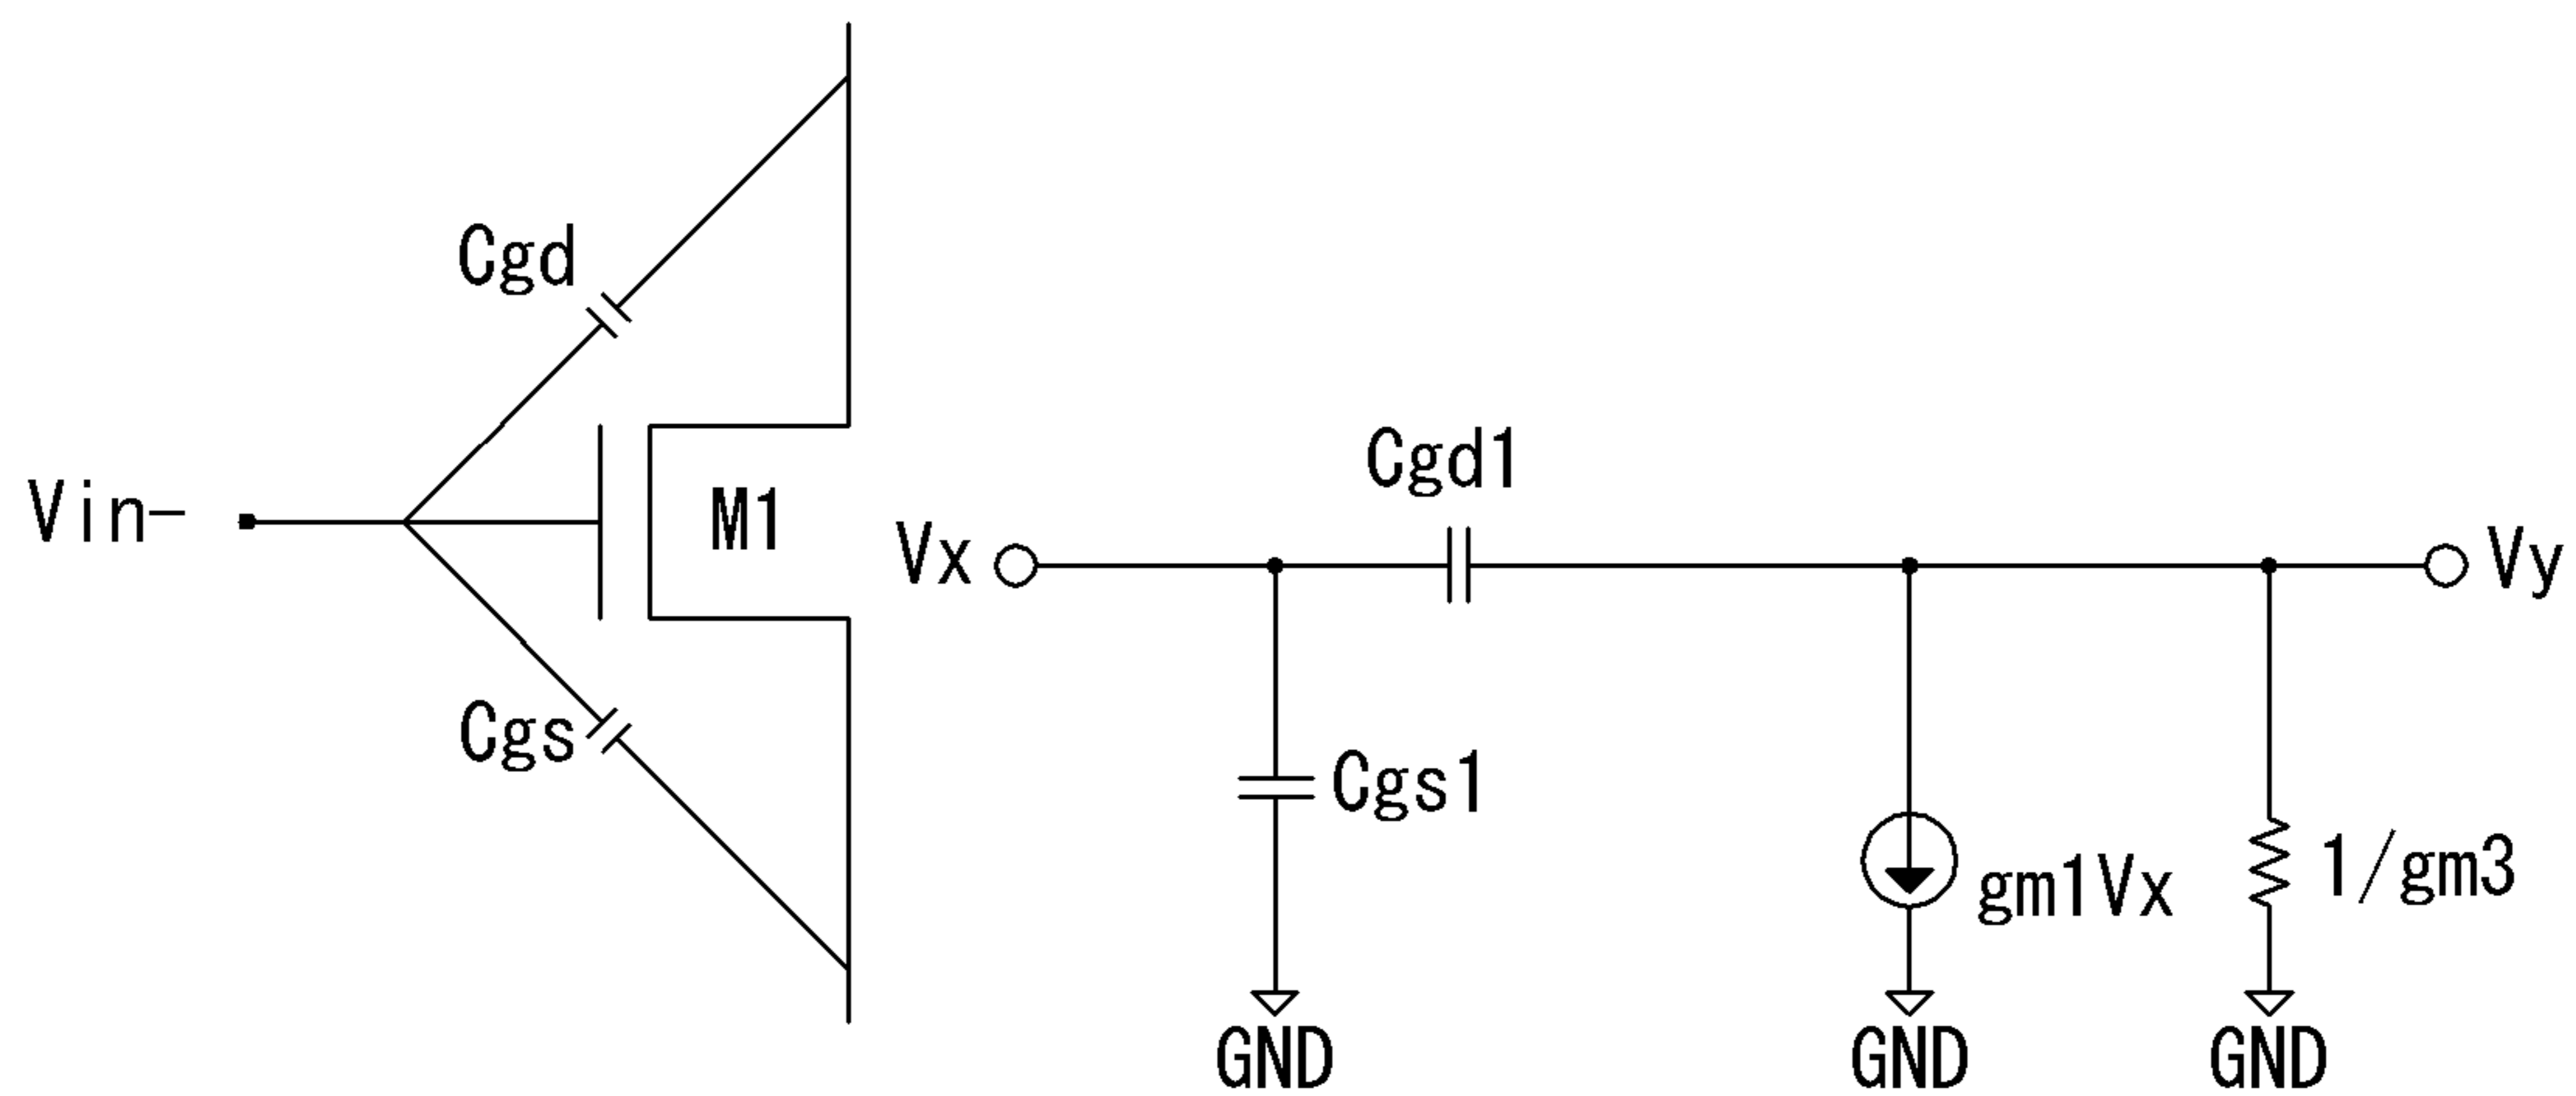 Cgd
Vin-
M1
Cgs
Vx
Cgd1
Vy
Cgs1
gm1Vx
1/gm3
GND
GND
GND